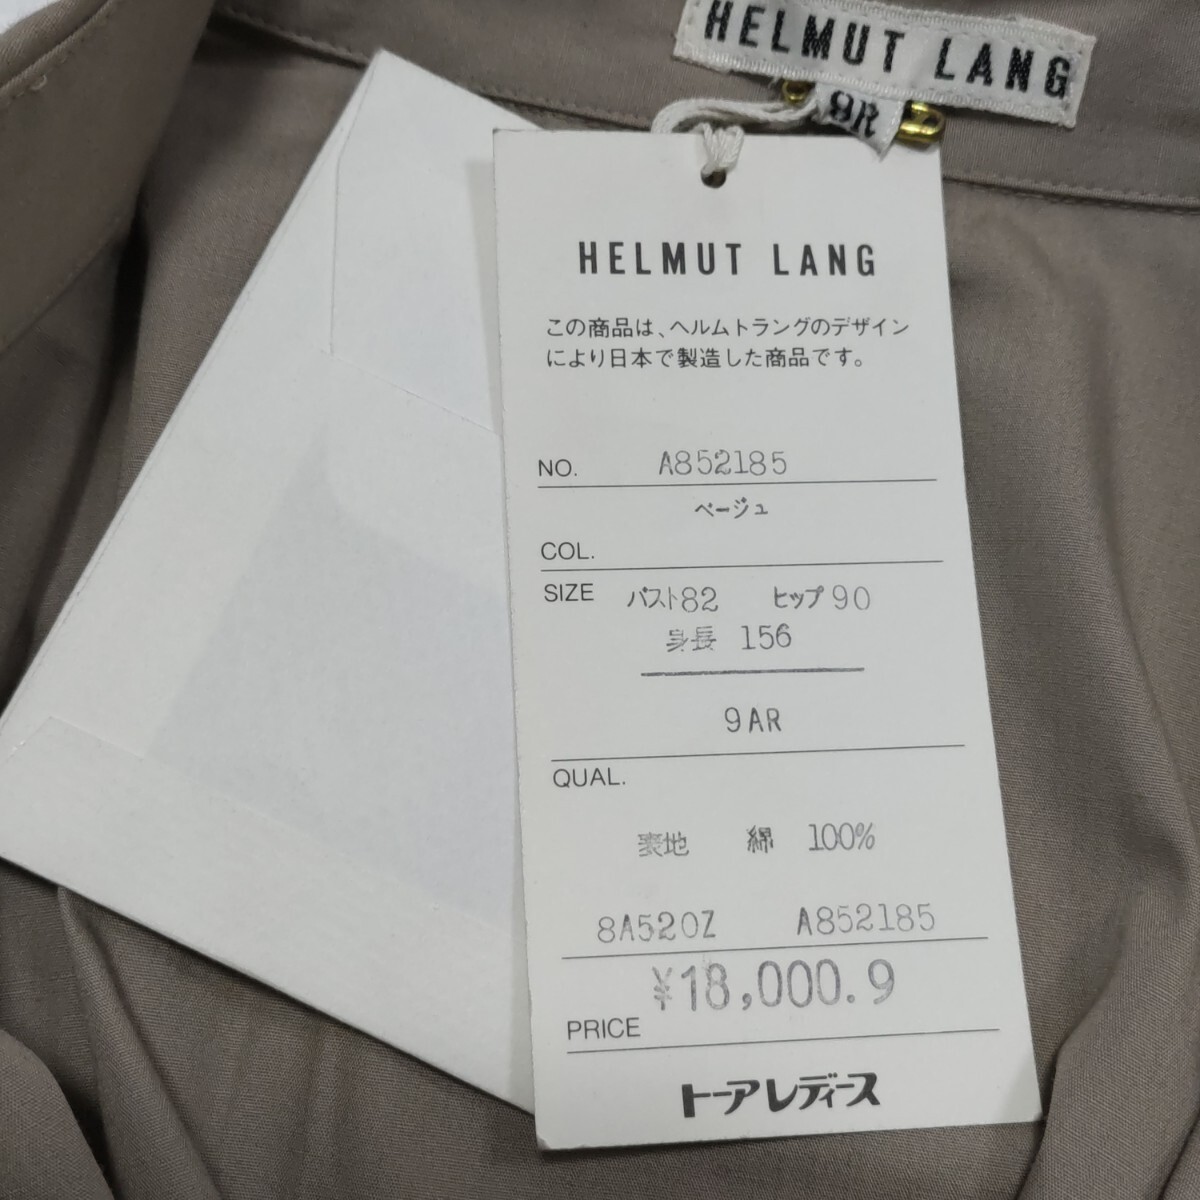 HELMUT LANG
9R
HELMUT LANG
この商品は、ヘルムトラングのデザイン
により日本で製造した商品です。
NO. A852185
ベージュ
COL.
SIZE バスト82 ヒップ90
身長 156
9AR
QUAL.
表地 綿 100%
8A520Z A852185
¥18,000.9
PRICE
トーアレディース